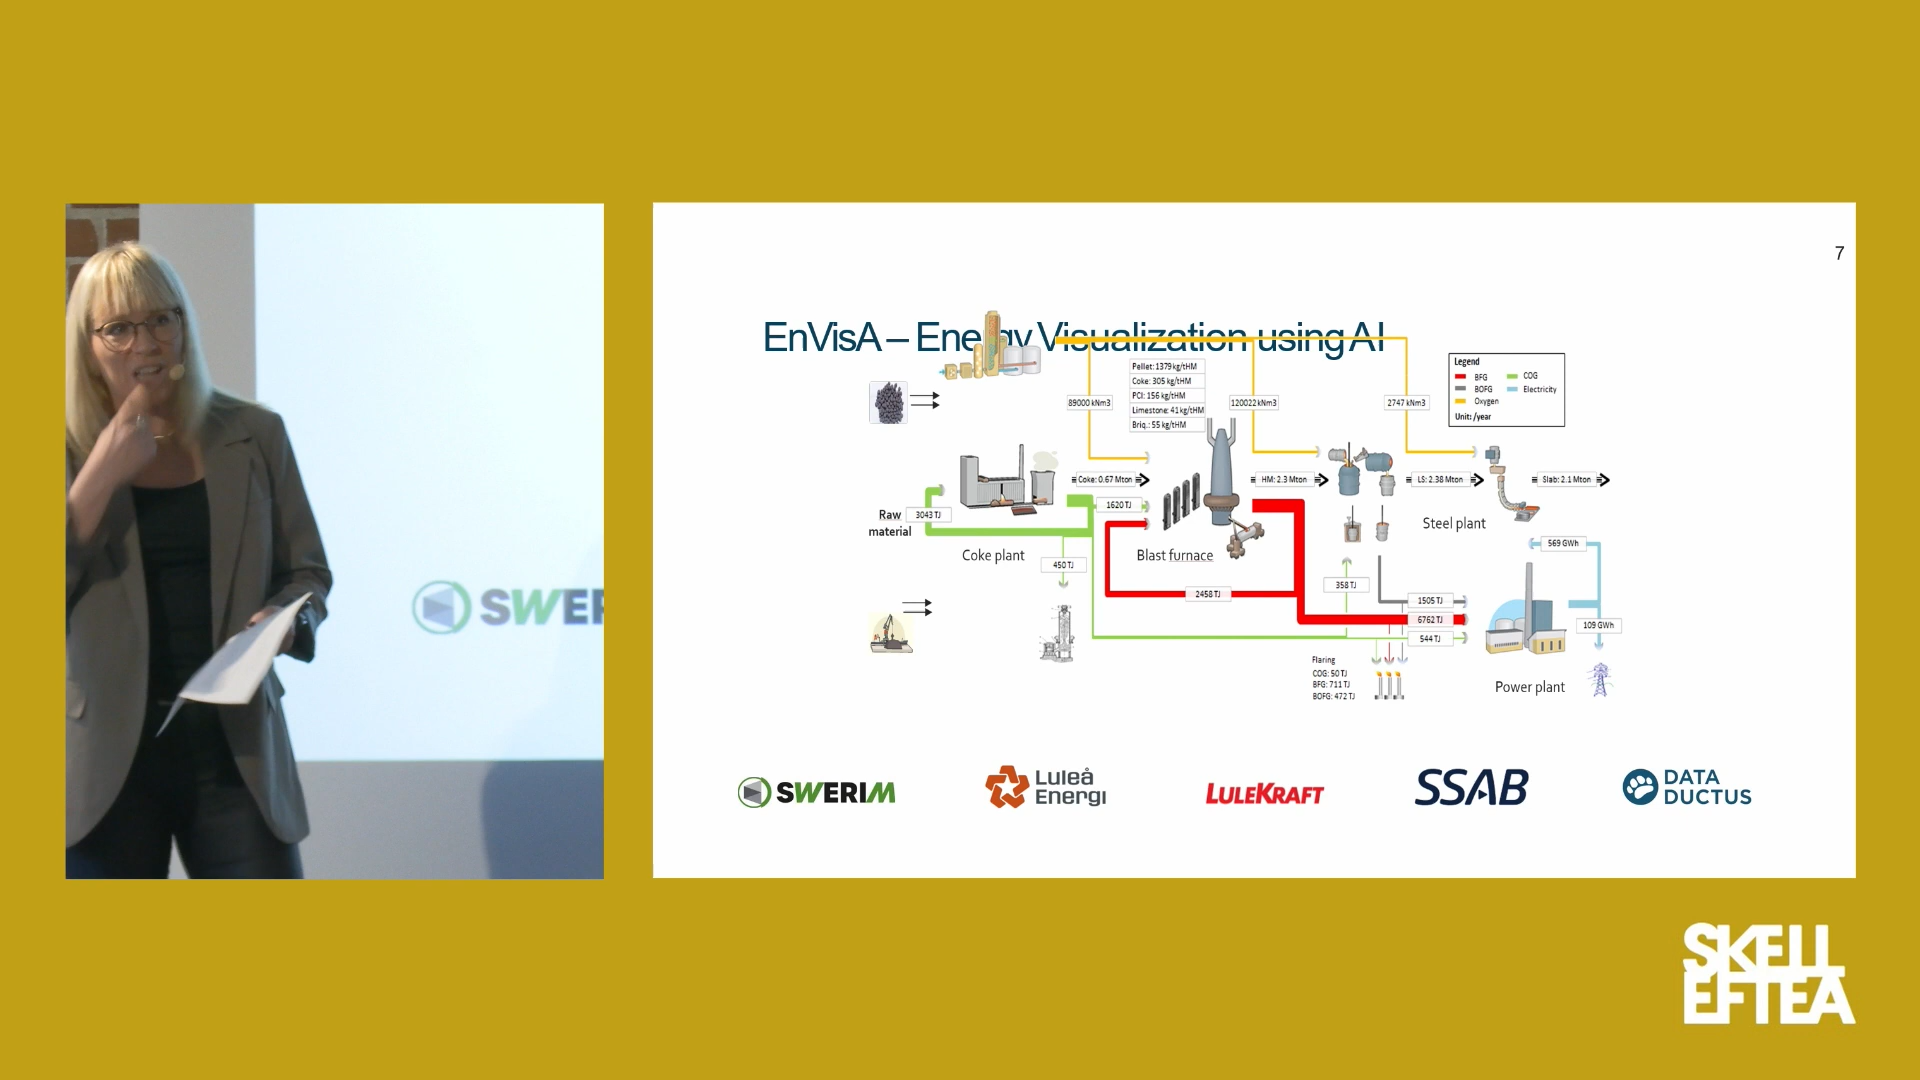 7
EnVisA – Energy Visualization using AI
Pellet: 1379 kg/tHM
Coke: 305 kg/tHM
PCI: 156 kg/tHM
Limestone: 41 kg/tHM
Briq.: 55 kg/tHM
89000 kNm3
120022 kNm3
2747 kNm3
Legend
BFG
COG
BOFG
Electricity
Oxygen
Unit: /year
Coke: 0.67 Mton
HM: 2.3 Mton
LS: 2.38 Mton
Slab: 2.1 Mton
1620 TJ
Raw
material
3043 TJ
Steel plant
Coke plant
Blast furnace
569 GWh
450 TJ
358 TJ
2458 TJ
1505 TJ
6762 TJ
544 TJ
109 GWh
Flaring
COG: 50 TJ
BFG: 711 TJ
BOFG: 472 TJ
Power plant
SWERIM
Luleå
Energi
LULEKRAFT
SSAB
DATA
DUCTUS
SWER
SKELL
EFTEA